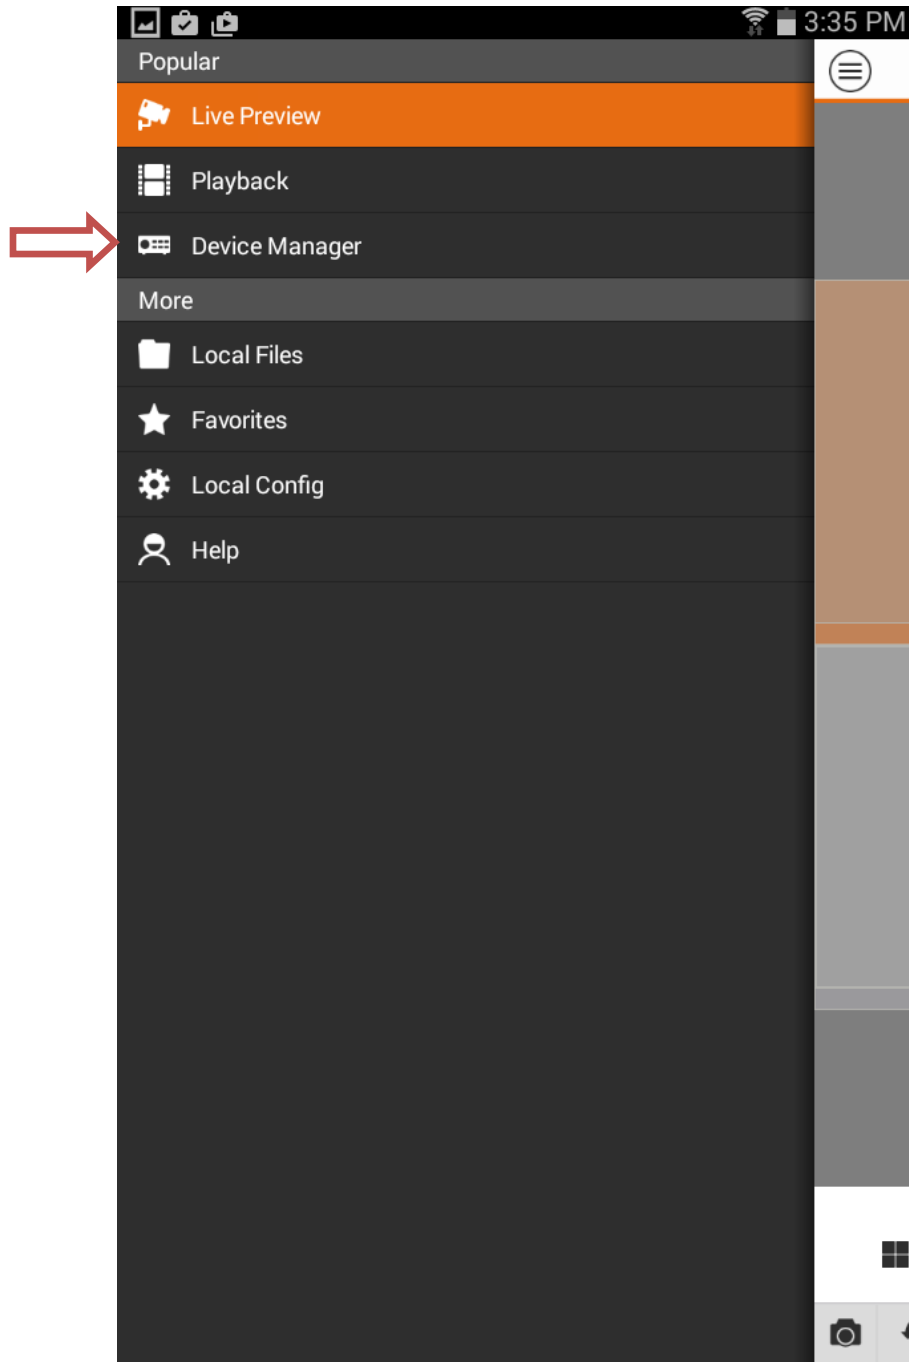 3:35 PM
Popular
Live Preview
Playback
Device Manager
More
Local Files
Favorites
Local Config
Help